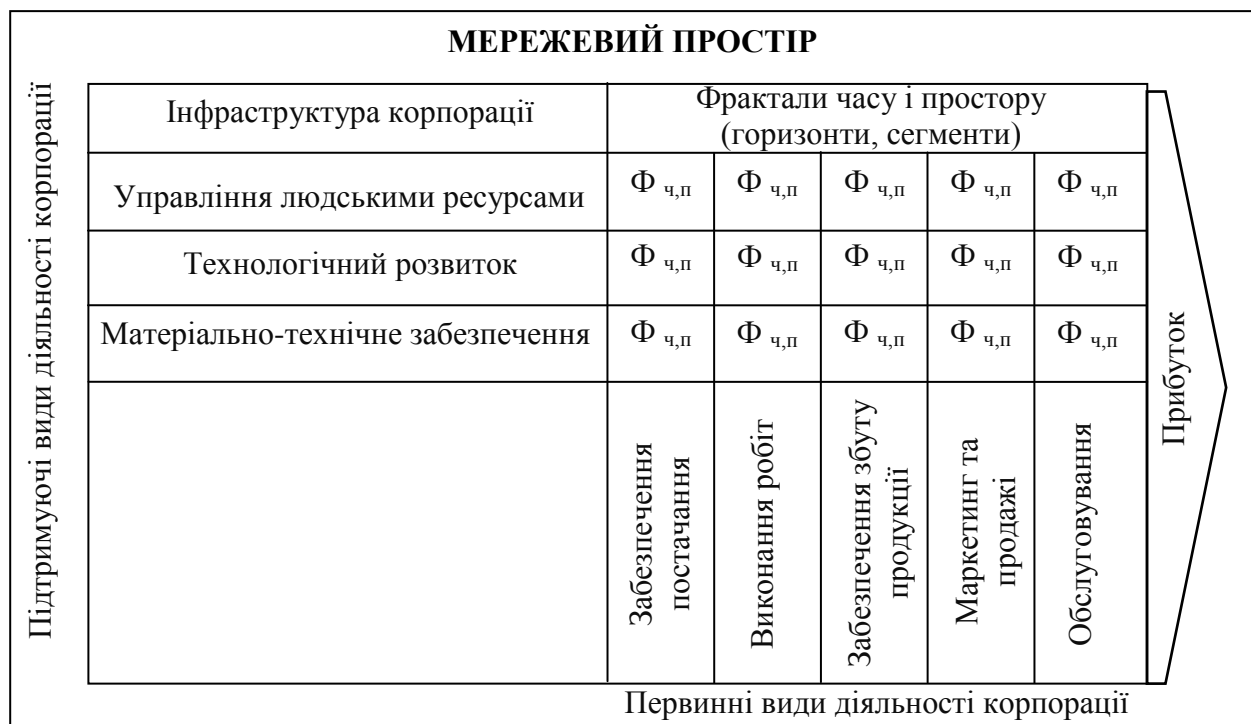 МЕРЕЖЕВИЙ ПРОСТІР
Підтримуючі види діяльності корпорації
Інфраструктура корпорації
Фрактали часу і простору
(горизонти, сегменти)
Управління людськими ресурсами
Ф ч,п Ф ч,п Ф ч,п Ф ч,п Ф ч,п
Технологічний розвиток
Ф ч,п Ф ч,п Ф ч,п Ф ч,п Ф ч,п
Матеріально-технічне забезпечення
Ф ч,п Ф ч,п Ф ч,п Ф ч,п Ф ч,п
Забезпечення
постачання
Виконання робіт
Забезпечення збуту
продукції
Маркетинг та
продажі
Обслуговування
Прибуток
Первинні види діяльності корпорації